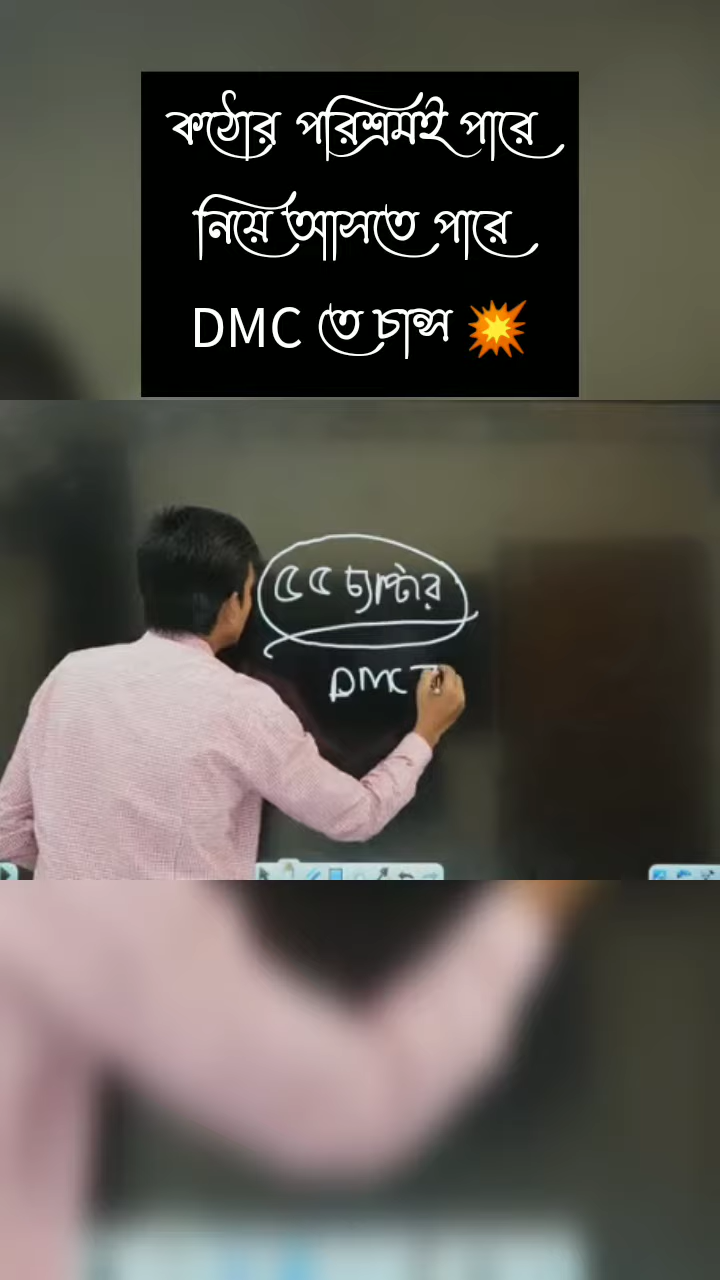 কঠোর পরিশ্রমই পারে
নিয়ে আসতে পারে
DMC তে চান্স 💥
৫৫ চ্যাপ্টার
DMC